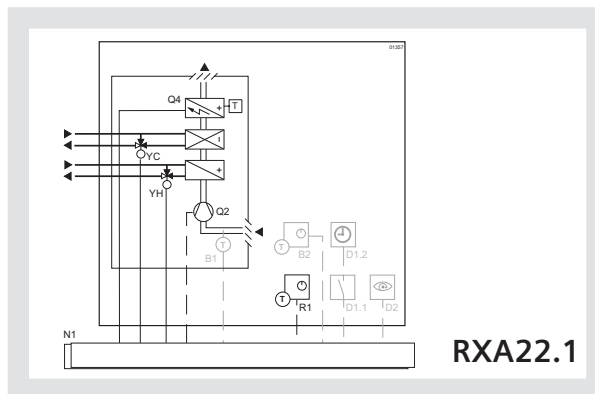 01357
Q4
T
+
–
YC
+
YH
Q2
T
B1
T
B2
D1.2
T
R1
D1.1
D2
N1
RXA22.1